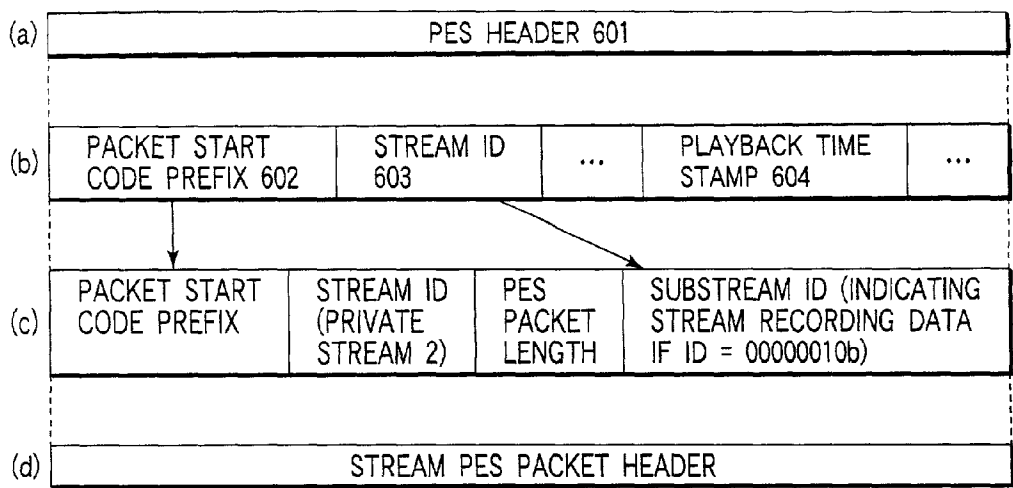 (a)
PES HEADER 601
(b)
PACKET START
CODE PREFIX 602
STREAM ID
603
...
PLAYBACK TIME
STAMP 604
...
(c)
PACKET START
CODE PREFIX
STREAM ID
(PRIVATE
STREAM 2)
PES
PACKET
LENGTH
SUBSTREAM ID (INDICATING
STREAM RECORDING DATA
IF ID = 00000010b)
(d)
STREAM PES PACKET HEADER